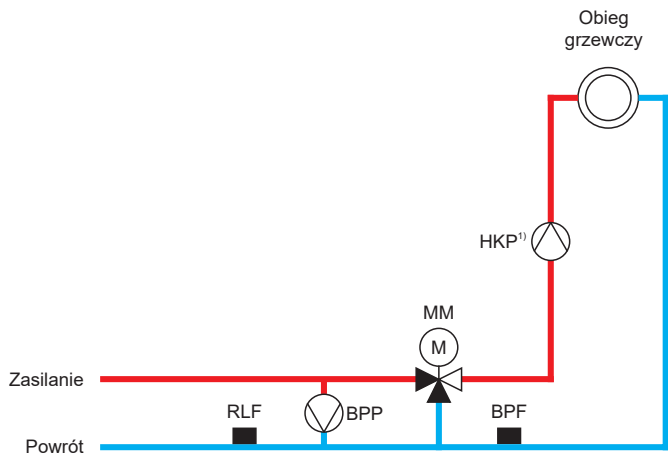 Obieg
grzewczy
HKP¹⁾
MM
M
Zasilanie
RLF
BPP
BPF
Powrót